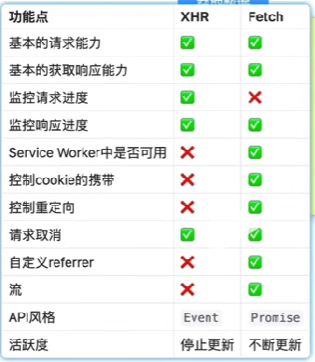 功能点 XHR Fetch
基本的请求能力 ✅ ✅
基本的获取响应能力 ✅ ✅
监控请求进度 ✅ ❌
监控响应进度 ✅ ✅
Service Worker中是否可用 ❌ ✅
控制cookie的携带 ❌ ✅
控制重定向 ❌ ✅
请求取消 ✅ ✅
自定义referrer ❌ ✅
流 ❌ ✅
API风格 Event Promise
活跃度 停止更新 不断更新